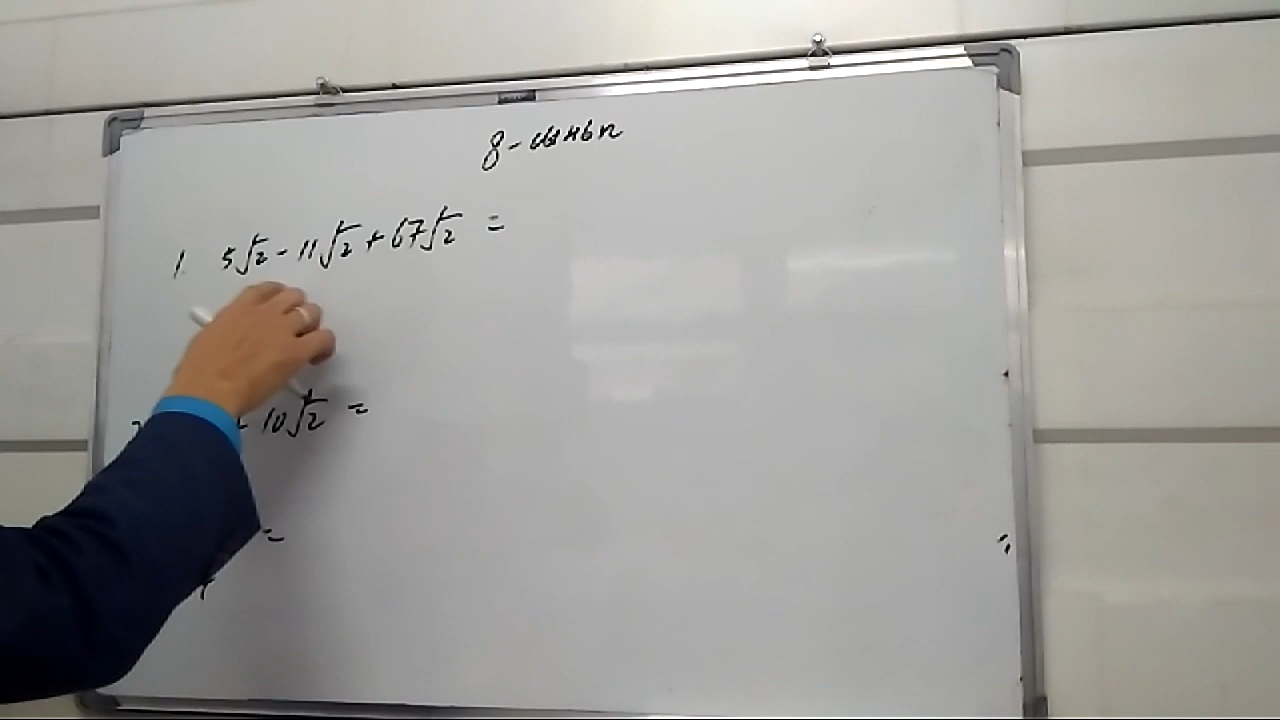 8-сынып
1. 5√2 - 11√2 + 67√2 =
10√2 =
=